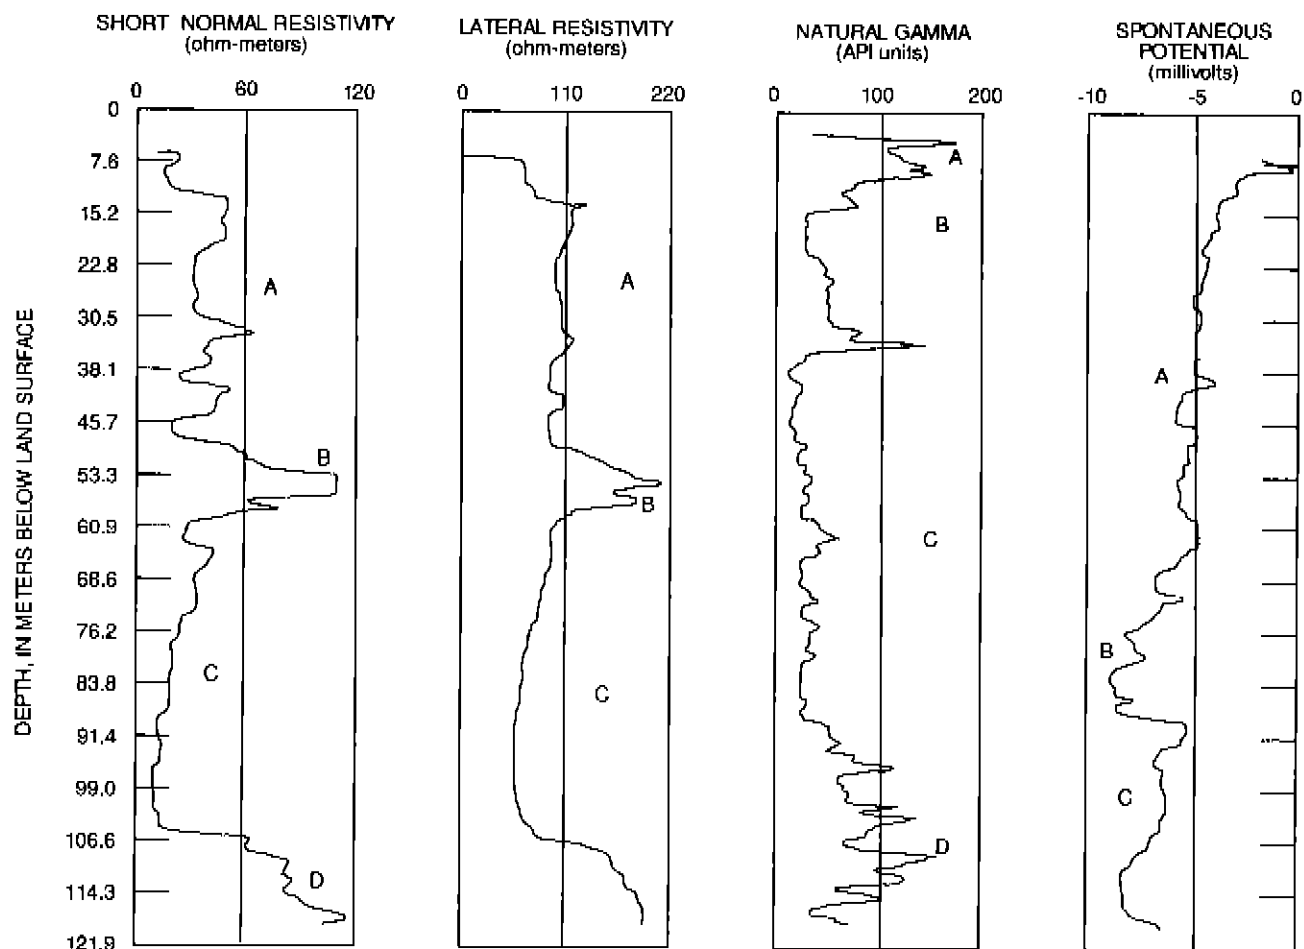 SHORT NORMAL RESISTIVITY
(ohm-meters)
LATERAL RESISTIVITY
(ohm-meters)
NATURAL GAMMA
(API units)
SPONTANEOUS
POTENTIAL
(millivolts)
0 60 120
0 110 220
0 100 200
-10 -5 0
DEPTH, IN METERS BELOW LAND SURFACE
0
7.6
15.2
22.8
30.5
38.1
45.7
53.3
60.9
68.6
76.2
83.8
91.4
99.0
106.6
114.3
121.9
A
B
C
D
A
B
C
A
B
C
D
A
B
C